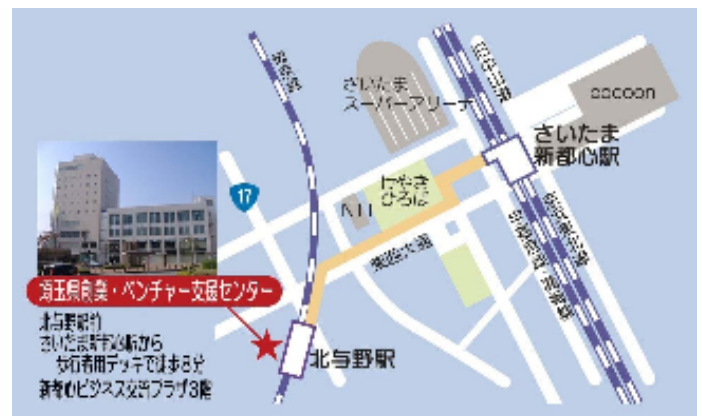 さいたま
スーパーアリーナ
cocoon
さいたま
新都心駅
けやき
ひろば
NTT
17
埼玉県創業・ベンチャー支援センター
北与野駅前
さいたま新都心駅から
歩行者用デッキで徒歩8分
新都心ビジネス交流プラザ3階
北与野駅